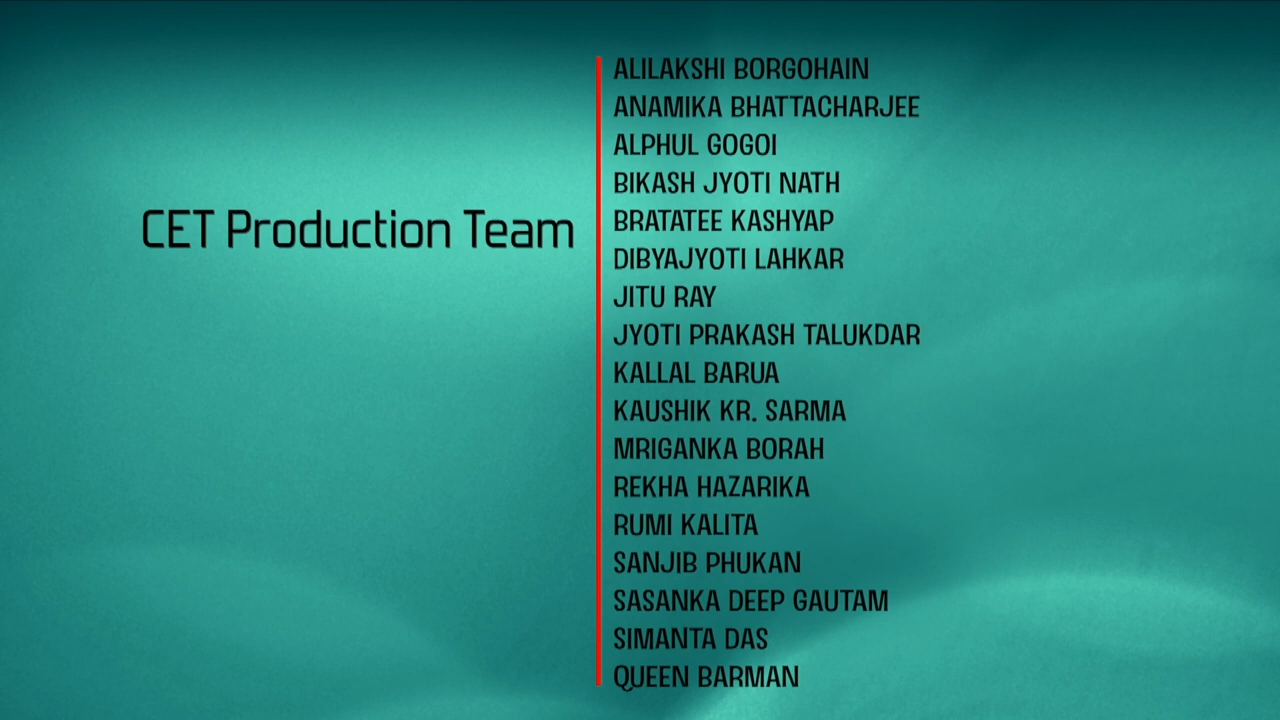 CET Production Team
ALILAKSHI BORGOHAIN
ANAMIKA BHATTACHARJEE
ALPHUL GOGOI
BIKASH JYOTI NATH
BRATATEE KASHYAP
DIBYAJYOTI LAHKAR
JITU RAY
JYOTI PRAKASH TALUKDAR
KALLAL BARUA
KAUSHIK KR. SARMA
MRIGANKA BORAH
REKHA HAZARIKA
RUMI KALITA
SANJIB PHUKAN
SASANKA DEEP GAUTAM
SIMANTA DAS
QUEEN BARMAN